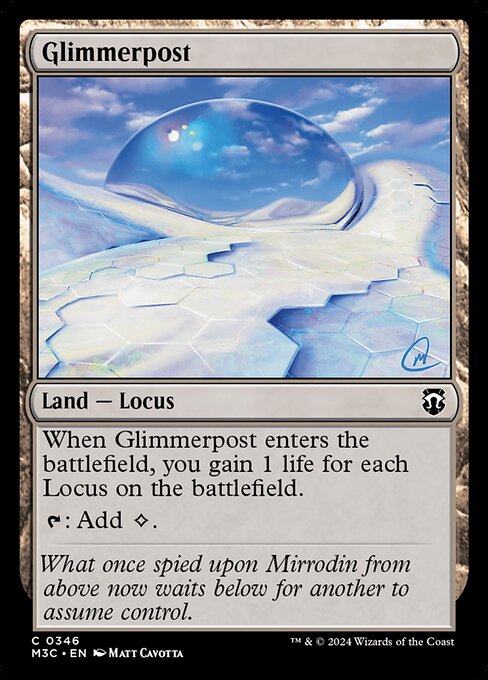 Glimmerpost
Land — Locus
When Glimmerpost enters the
battlefield, you gain 1 life for each
Locus on the battlefield.
: Add .
What once spied upon Mirrodin from
above now waits below for another to
assume control.
C 0346
M3C • EN Matt Cavotta
™ & © 2024 Wizards of the Coast